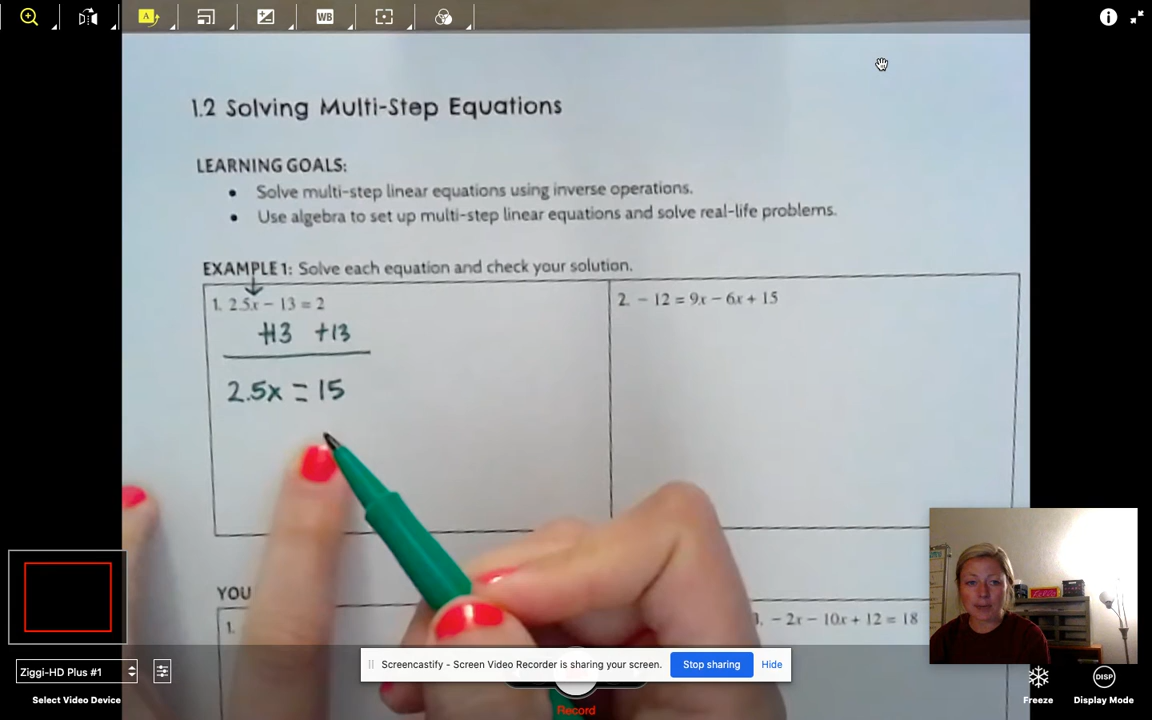 A
WB
1.2 Solving Multi-Step Equations
LEARNING GOALS:
• Solve multi-step linear equations using inverse operations.
• Use algebra to set up multi-step linear equations and solve real-life problems.
EXAMPLE 1: Solve each equation and check your solution.
1. 2.5x − 13 = 2
+13 +13
2.5x = 15
2. − 12 = 9x − 6x + 15
YOU
1.
− 2x − 10x + 12 = 18
Ziggi-HD Plus #1
Select Video Device
Screencastify - Screen Video Recorder is sharing your screen.
Stop sharing
Hide
Record
Freeze
DISP
Display Mode